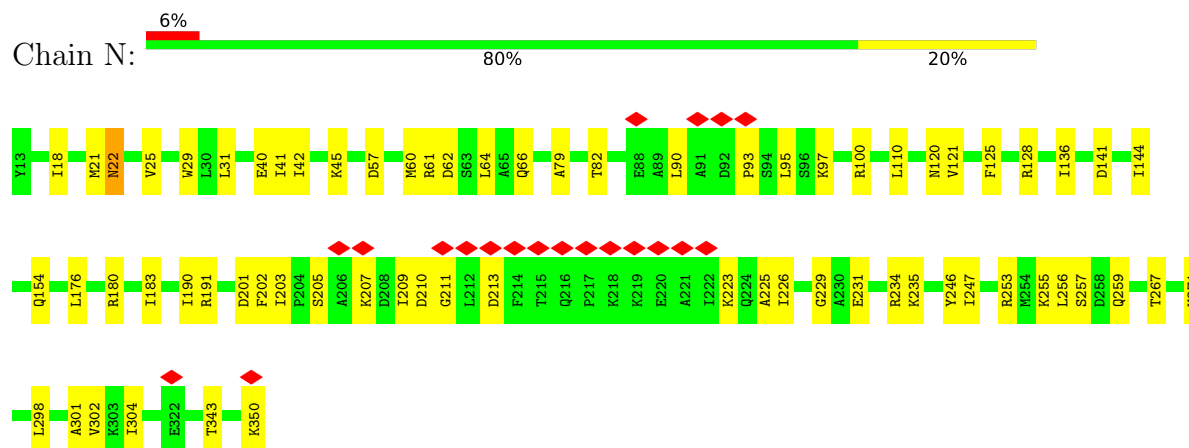 6%
Chain N:
80% 20%
Y13 I18 M21 N22 V25 W29 L30 L31 E40 I41 I42 K45 D57 M60 R61 D62 S63 L64 A65 Q66 A79 T82 E88 A89 L90 A91 D92 P93 S94 L95 S96 K97 R100 L110 N120 V121 F125 R128 I136 D141 I144
Q154 L176 R180 I183 I190 R191 D201 F202 I203 P204 S205 A206 K207 D208 I209 D210 G211 L212 D213 F214 T215 Q216 P217 K218 K219 E220 A221 I222 K223 Q224 A225 I226 G229 A230 E231 R234 K235 Y246 I247 R253 M254 K255 L256 S257 D258 Q259 T267
L298 A301 V302 K303 I304 E322 T343 K350